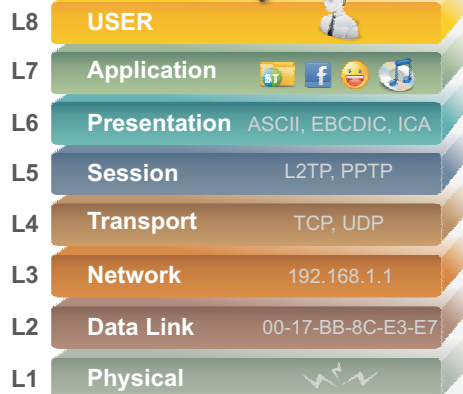 L8 USER
L7 Application BT f
L6 Presentation ASCII, EBCDIC, ICA
L5 Session L2TP, PPTP
L4 Transport TCP, UDP
L3 Network 192.168.1.1
L2 Data Link 00-17-BB-8C-E3-E7
L1 Physical